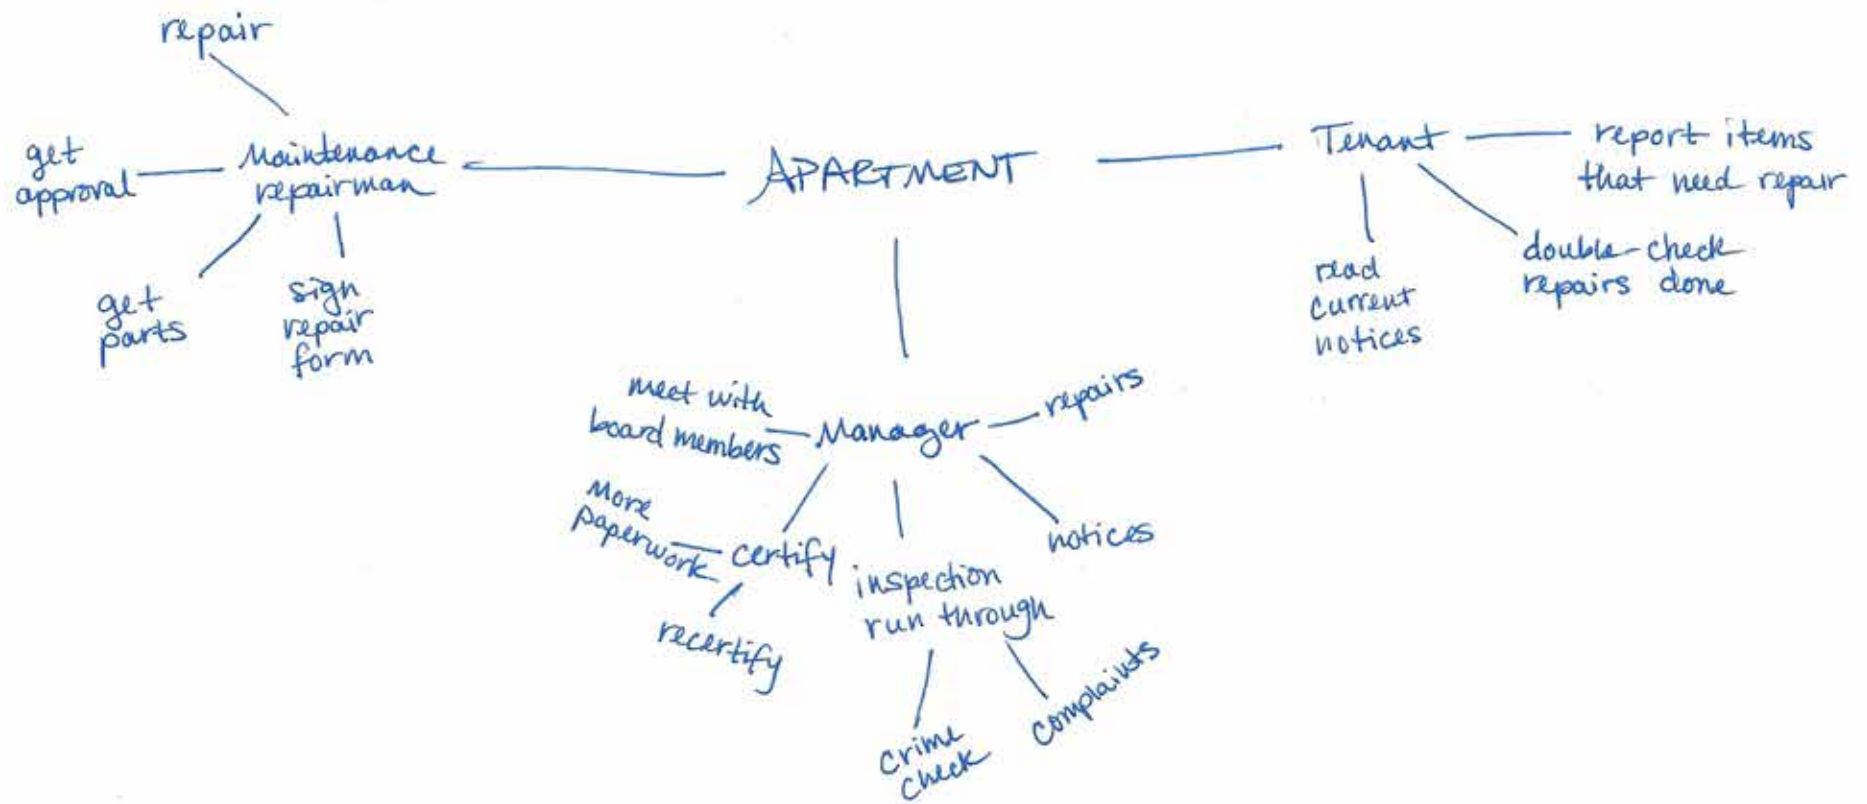 repair
get
approval
Maintenance
repairman
get
parts
sign
repair
form
APARTMENT
Tenant
report items
that need repair
double-check
repairs done
read
current
notices
Manager
meet with
board members
repairs
certify
More
paperwork
recertify
inspection
run through
notices
crime
check
complaints